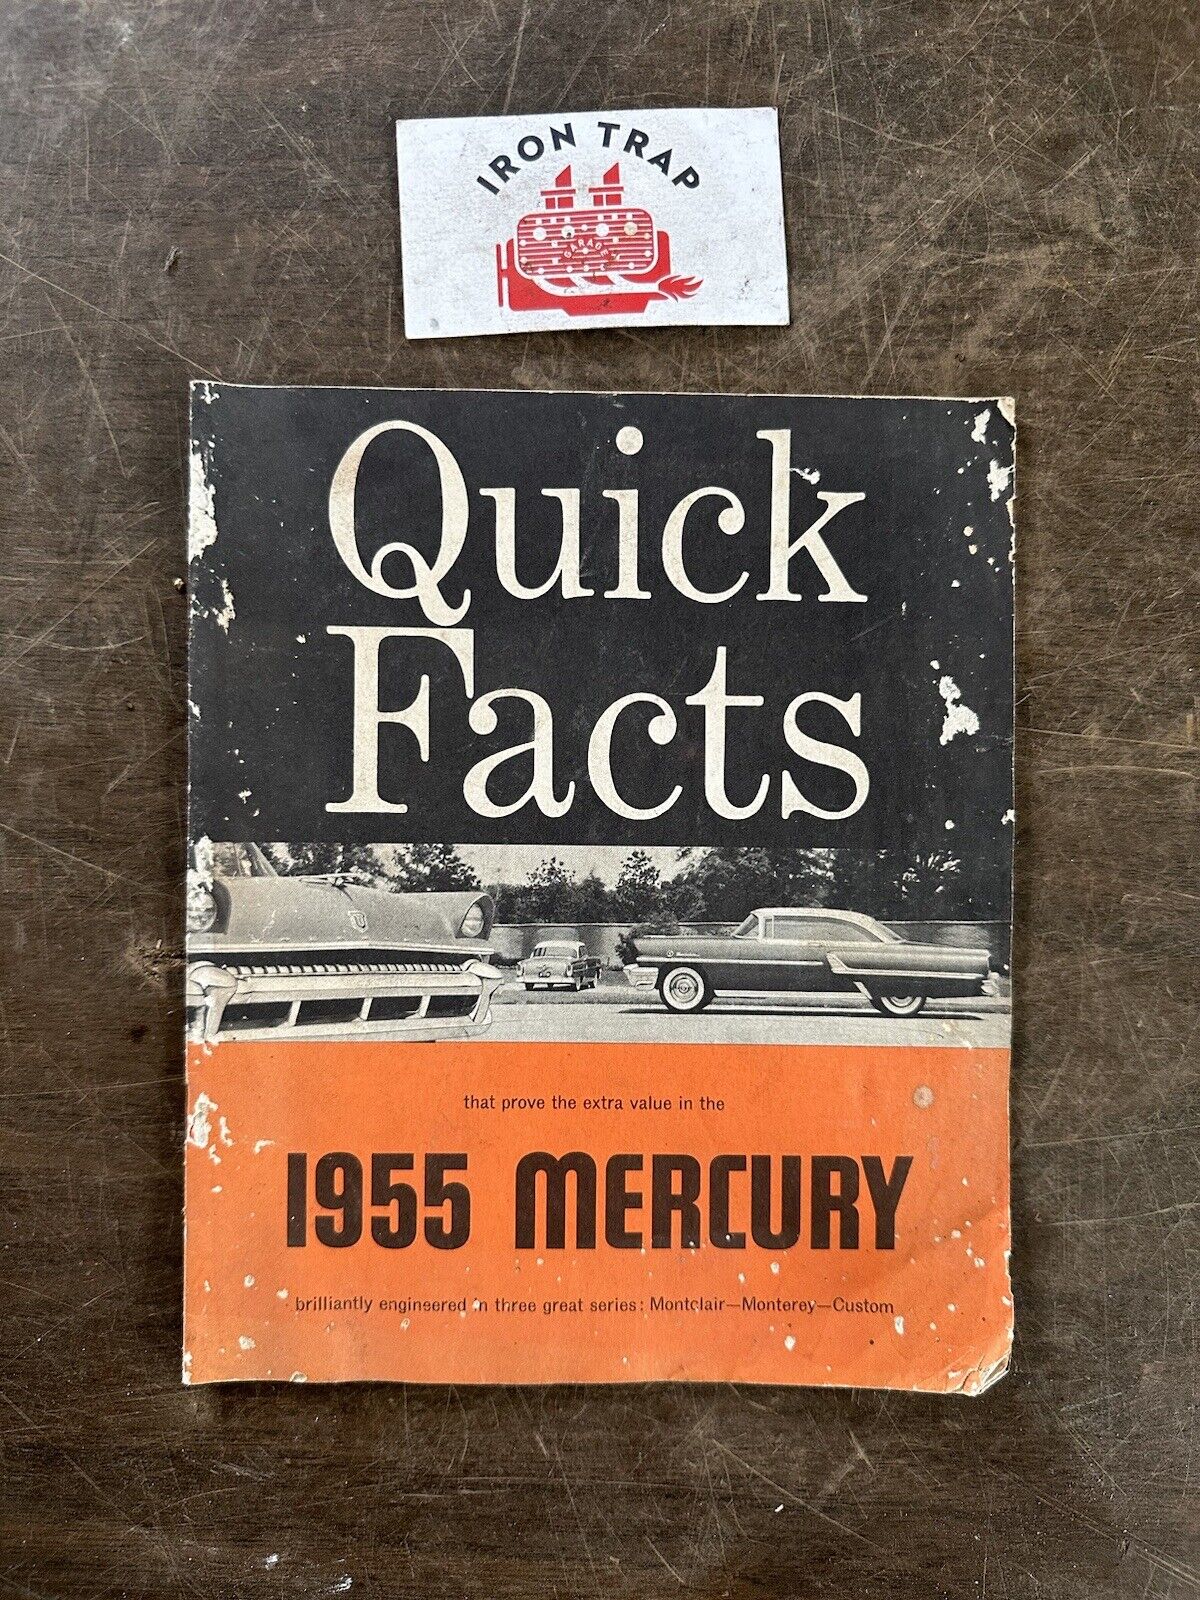 IRON TRAP
GARAGE
Quick
Facts
that prove the extra value in the
1955 MERCURY
brilliantly engineered in three great series: Montclair—Monterey—Custom